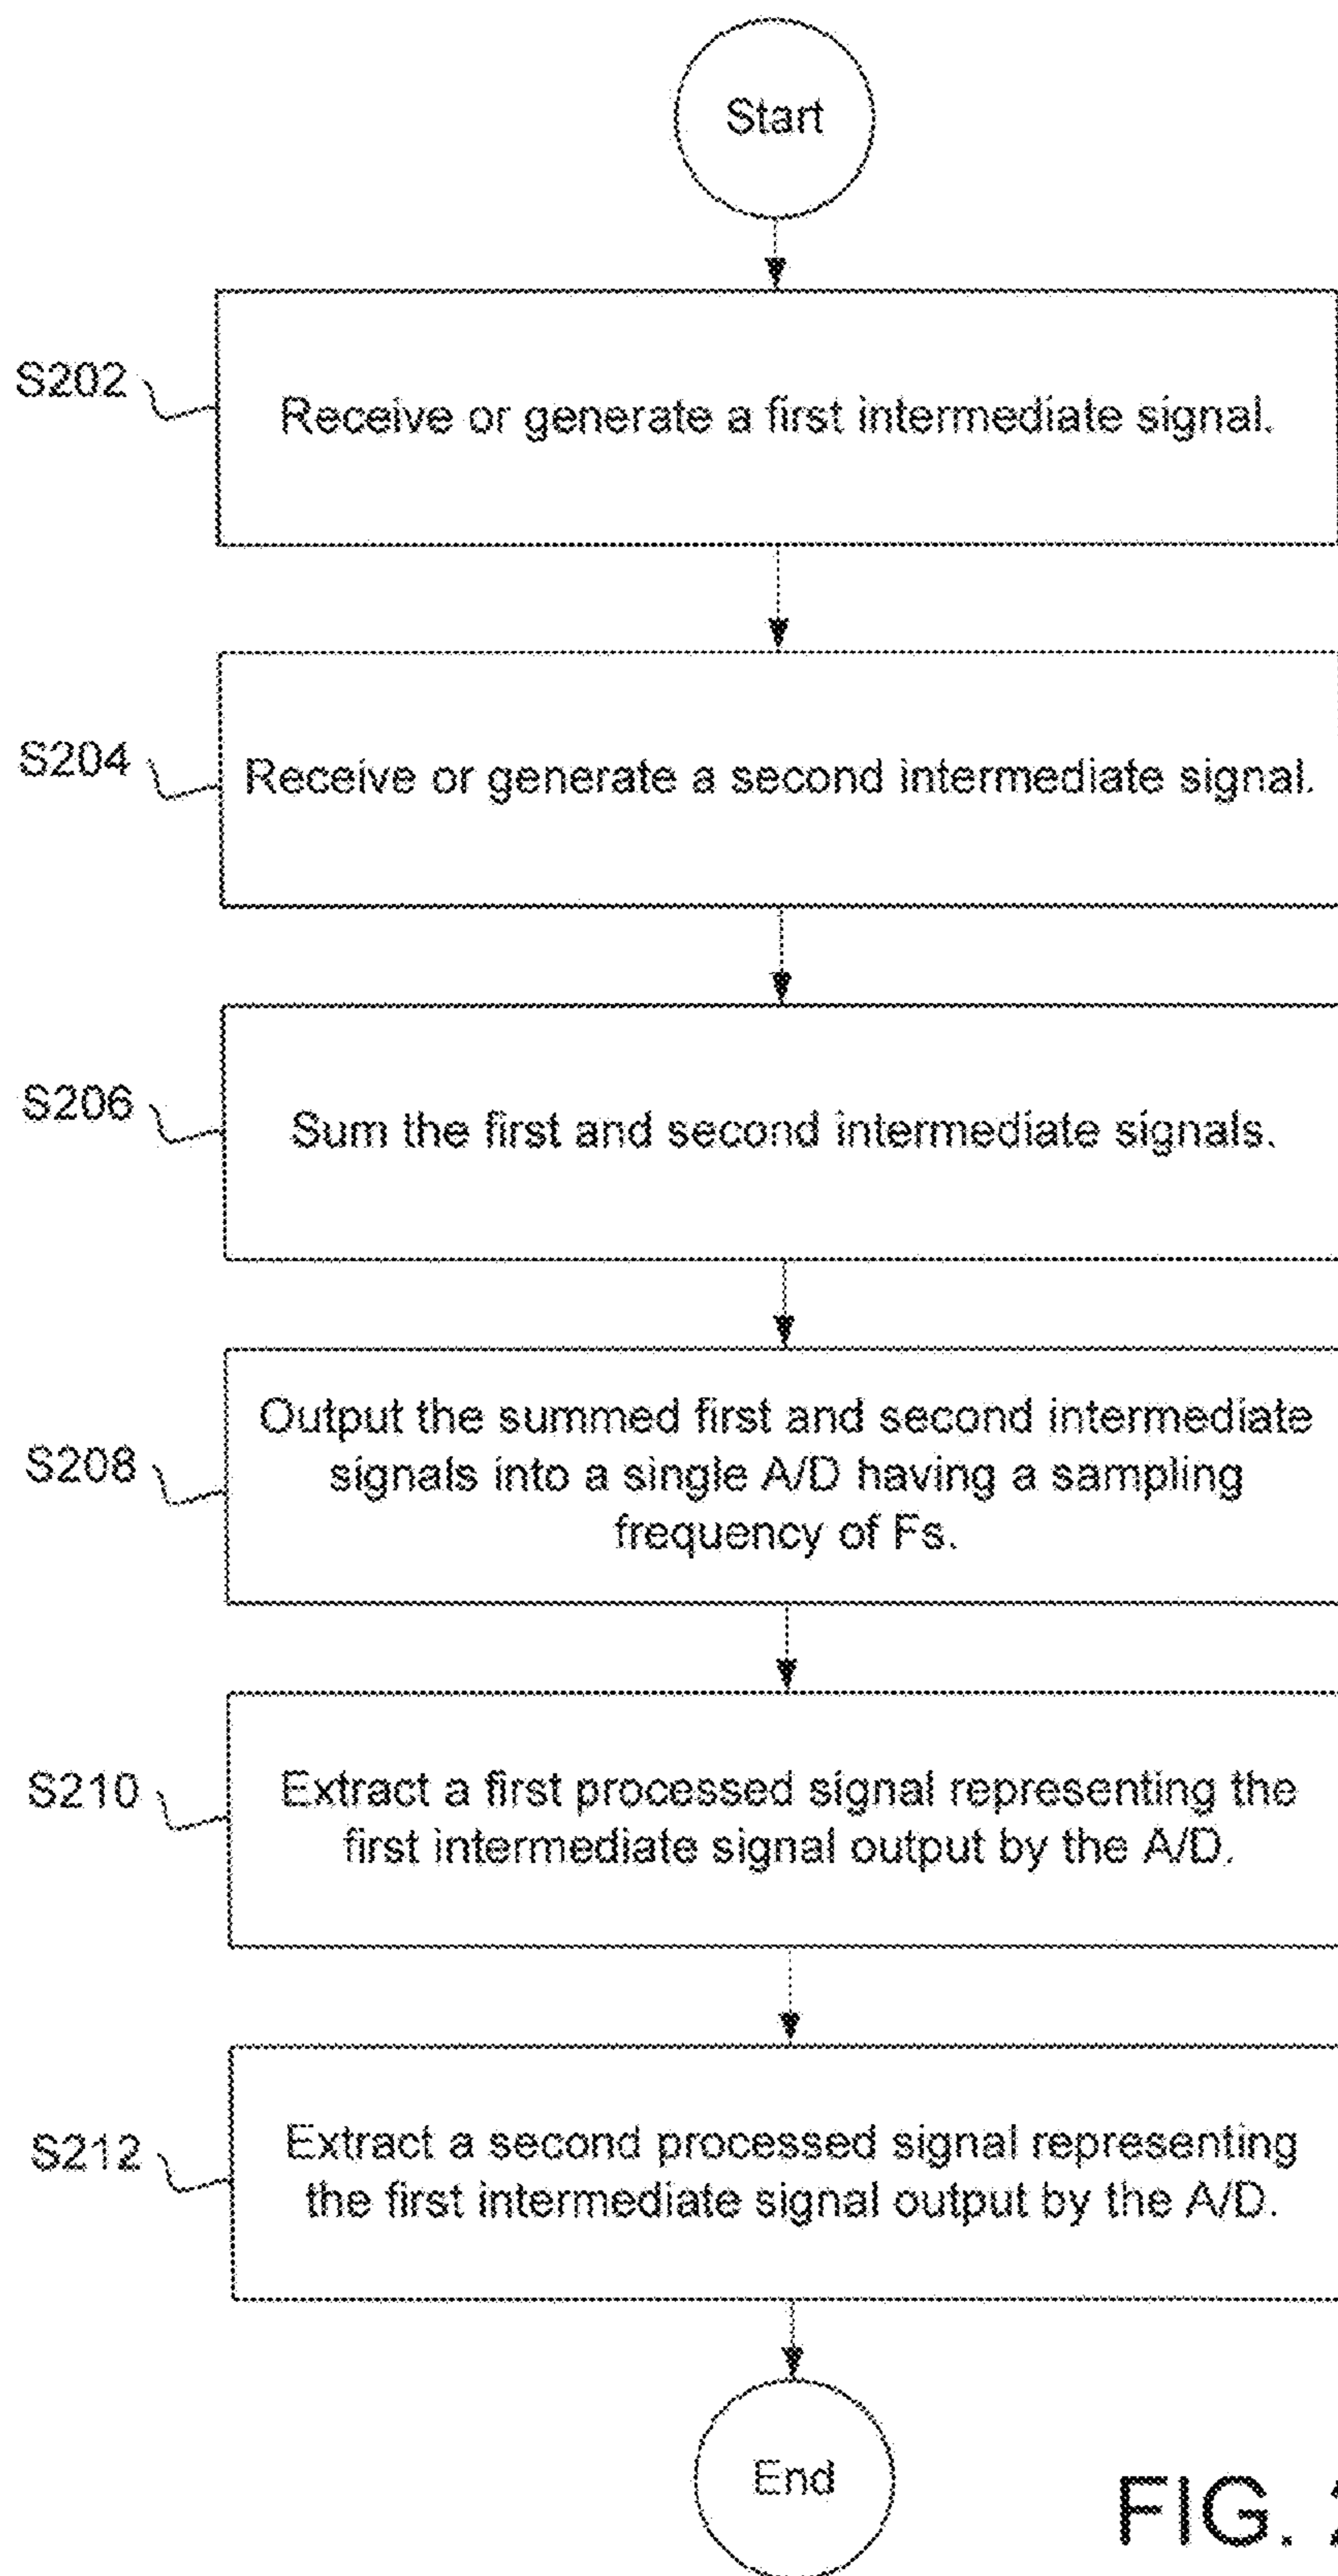 Start
S202
Receive or generate a first intermediate signal.
S204
Receive or generate a second intermediate signal.
S206
Sum the first and second intermediate signals.
S208
Output the summed first and second intermediate
signals into a single A/D having a sampling
frequency of Fs.
S210
Extract a first processed signal representing the
first intermediate signal output by the A/D.
S212
Extract a second processed signal representing
the first intermediate signal output by the A/D.
End
FIG.